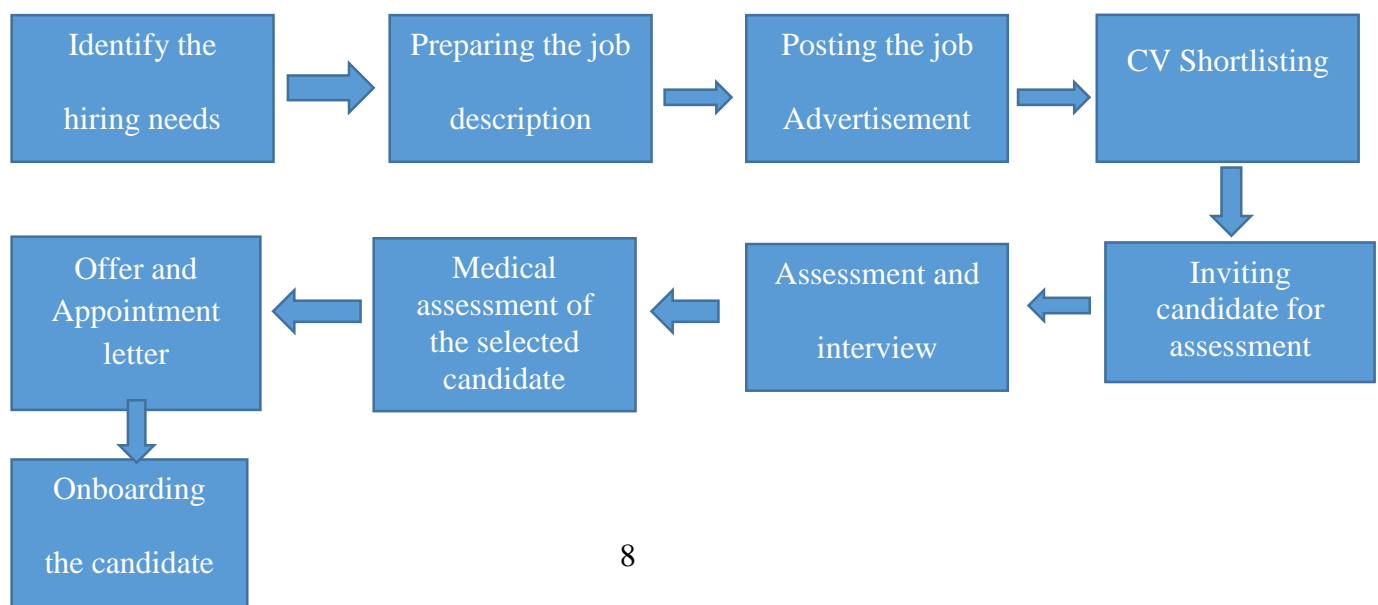 Identify the
hiring needs
Preparing the job
description
Posting the job
Advertisement
CV Shortlisting
Inviting
candidate for
assessment
Assessment and
interview
Medical
assessment of
the selected
candidate
Offer and
Appointment
letter
Onboarding
the candidate
8